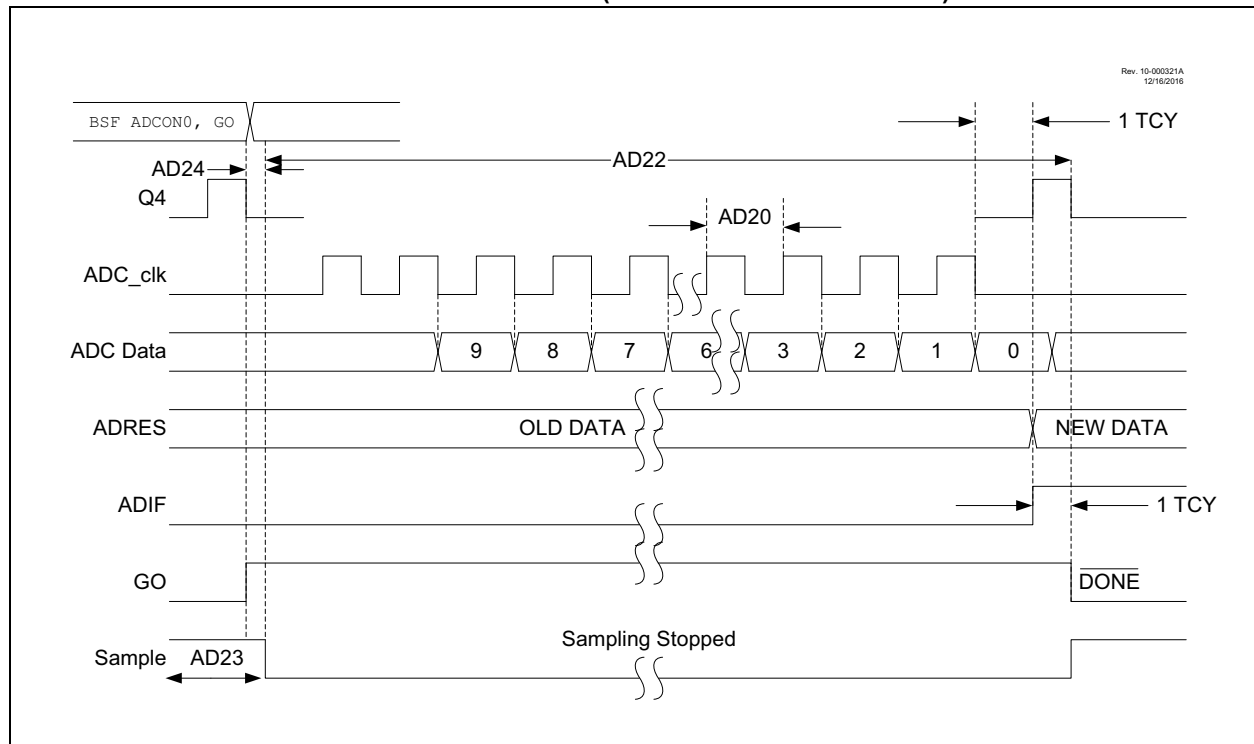 Rev. 10-000321A
12/16/2016
BSF ADCON0, GO
1 TCY
AD24
AD22
Q4
AD20
ADC_clk
ADC Data
9 8 7 6 3 2 1 0
ADRES
OLD DATA
NEW DATA
ADIF
1 TCY
GO
DONE
Sample
AD23
Sampling Stopped